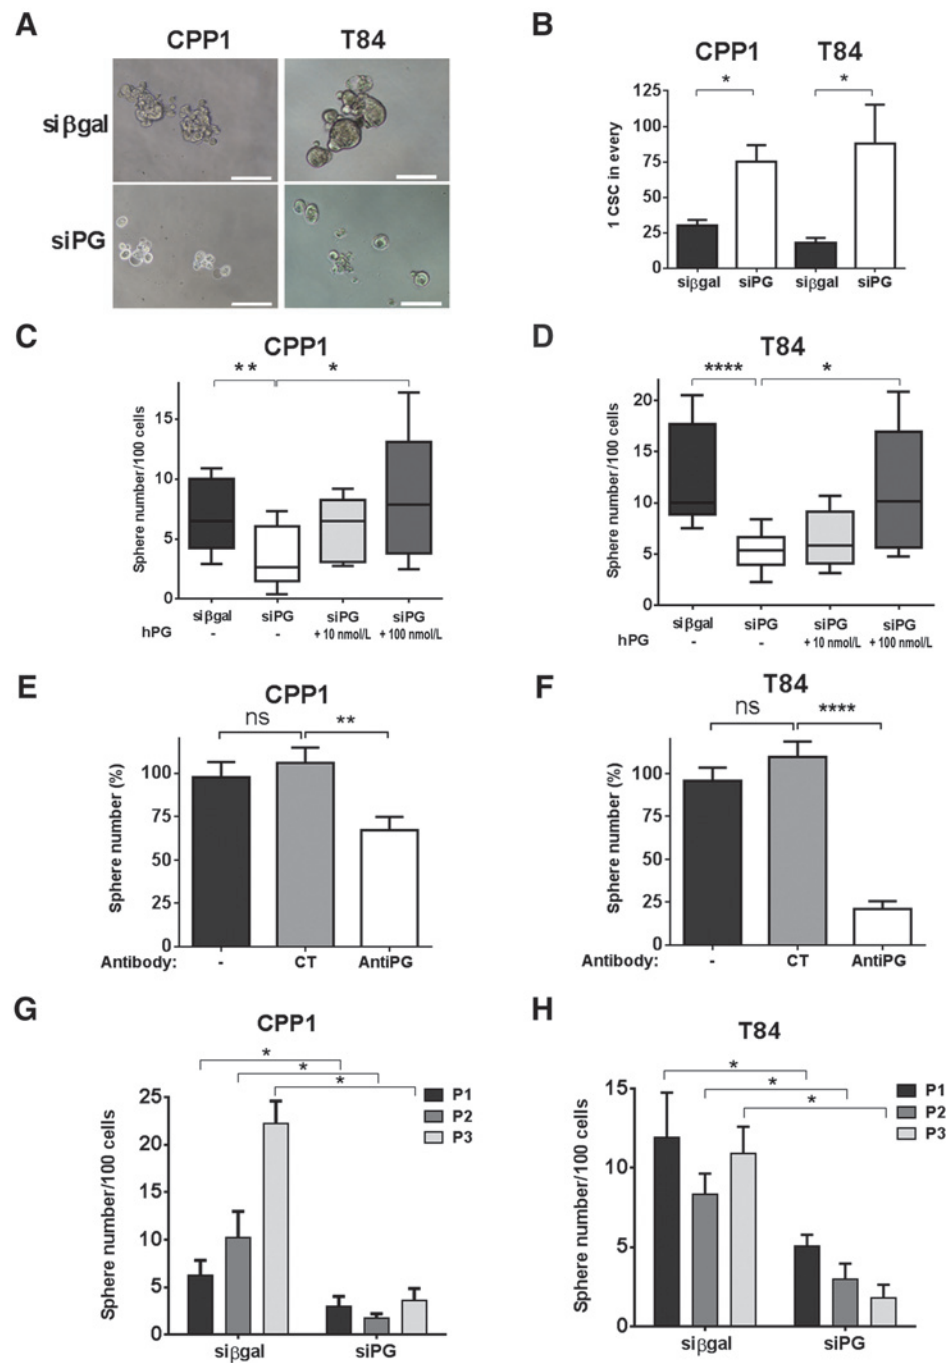 A
CPP1 T84
siβgal
siPG
B
CPP1 T84
* *
1 CSC in every
125
100
75
50
25
0
siβgal siPG siβgal siPG
C
CPP1
** *
Sphere number/100 cells
15
10
5
0
siβgal siPG siPG siPG
hPG - - + 10 nmol/L + 100 nmol/L
D
T84
**** *
Sphere number/100 cells
20
15
10
5
0
siβgal siPG siPG siPG
hPG - - + 10 nmol/L + 100 nmol/L
E
CPP1
ns **
Sphere number (%)
100
75
50
25
0
Antibody: - CT AntiPG
F
T84
ns ****
Sphere number (%)
100
75
50
25
0
Antibody: - CT AntiPG
G
CPP1
*
*
*
Sphere number/100 cells
25
20
15
10
5
0
P1
P2
P3
siβgal siPG
H
T84
*
*
*
Sphere number/100 cells
15
10
5
0
P1
P2
P3
siβgal siPG